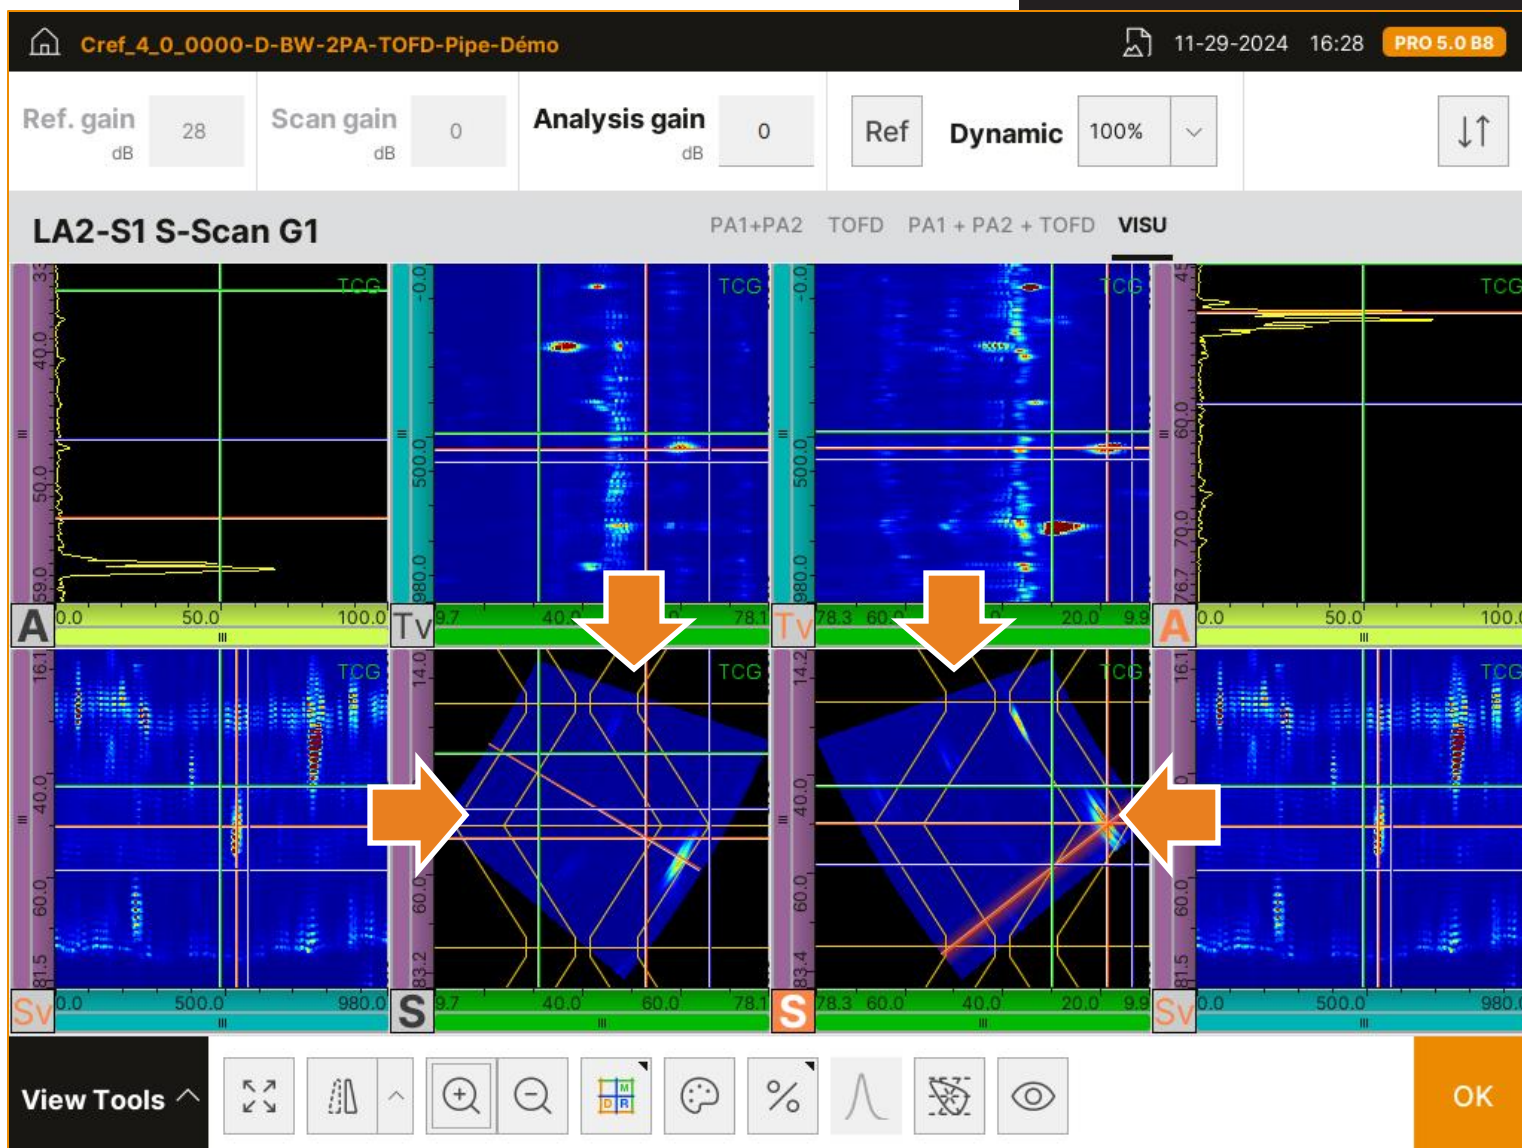 Cref_4_0_0000-D-BW-2PA-TOFD-Pipe-Démo
11-29-2024 16:28 PRO 5.0 B8
Ref. gain dB 28
Scan gain dB 0
Analysis gain dB 0
Ref
Dynamic 100%
LA2-S1 S-Scan G1
PA1+PA2 TOFD PA1 + PA2 + TOFD VISU
TCG TCG TCG TCG
40.0 50.0 59.0
-0.0 500.0 980.0
-0.0 500.0 980.0
45 60.0 70.0 76.7
A 0.0 50.0 100.0
Tv 9.7 40. 78.1
Tv 78.3 60 20.0 9.9
A 0.0 50.0 100.0
TCG TCG TCG TCG
16.1 40.0 60.0 81.5
14.0 60.0 83.2
14.2 40.0 60.0 83.4
16.1 60.0 81.5
Sv 0.0 500.0 980.0
S 9.7 40.0 60.0 78.1
S 78.3 60.0 40.0 20.0 9.9
Sv 0.0 500.0 980.0
View Tools
M
D R
%
OK